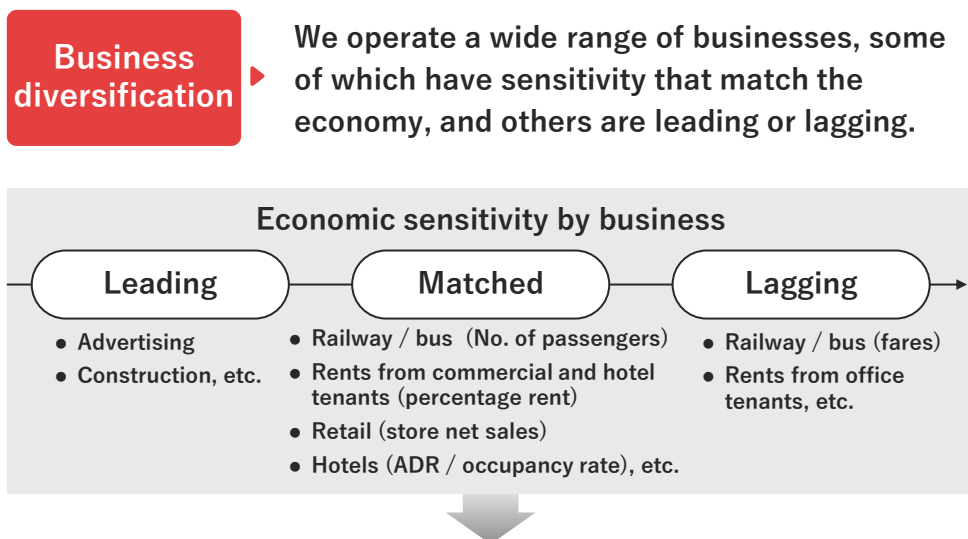 Business
diversification
We operate a wide range of businesses, some
of which have sensitivity that match the
economy, and others are leading or lagging.
Economic sensitivity by business
Leading
● Advertising
● Construction, etc.
Matched
● Railway / bus (No. of passengers)
● Rents from commercial and hotel
tenants (percentage rent)
● Retail (store net sales)
● Hotels (ADR / occupancy rate), etc.
Lagging
● Railway / bus (fares)
● Rents from office
tenants, etc.